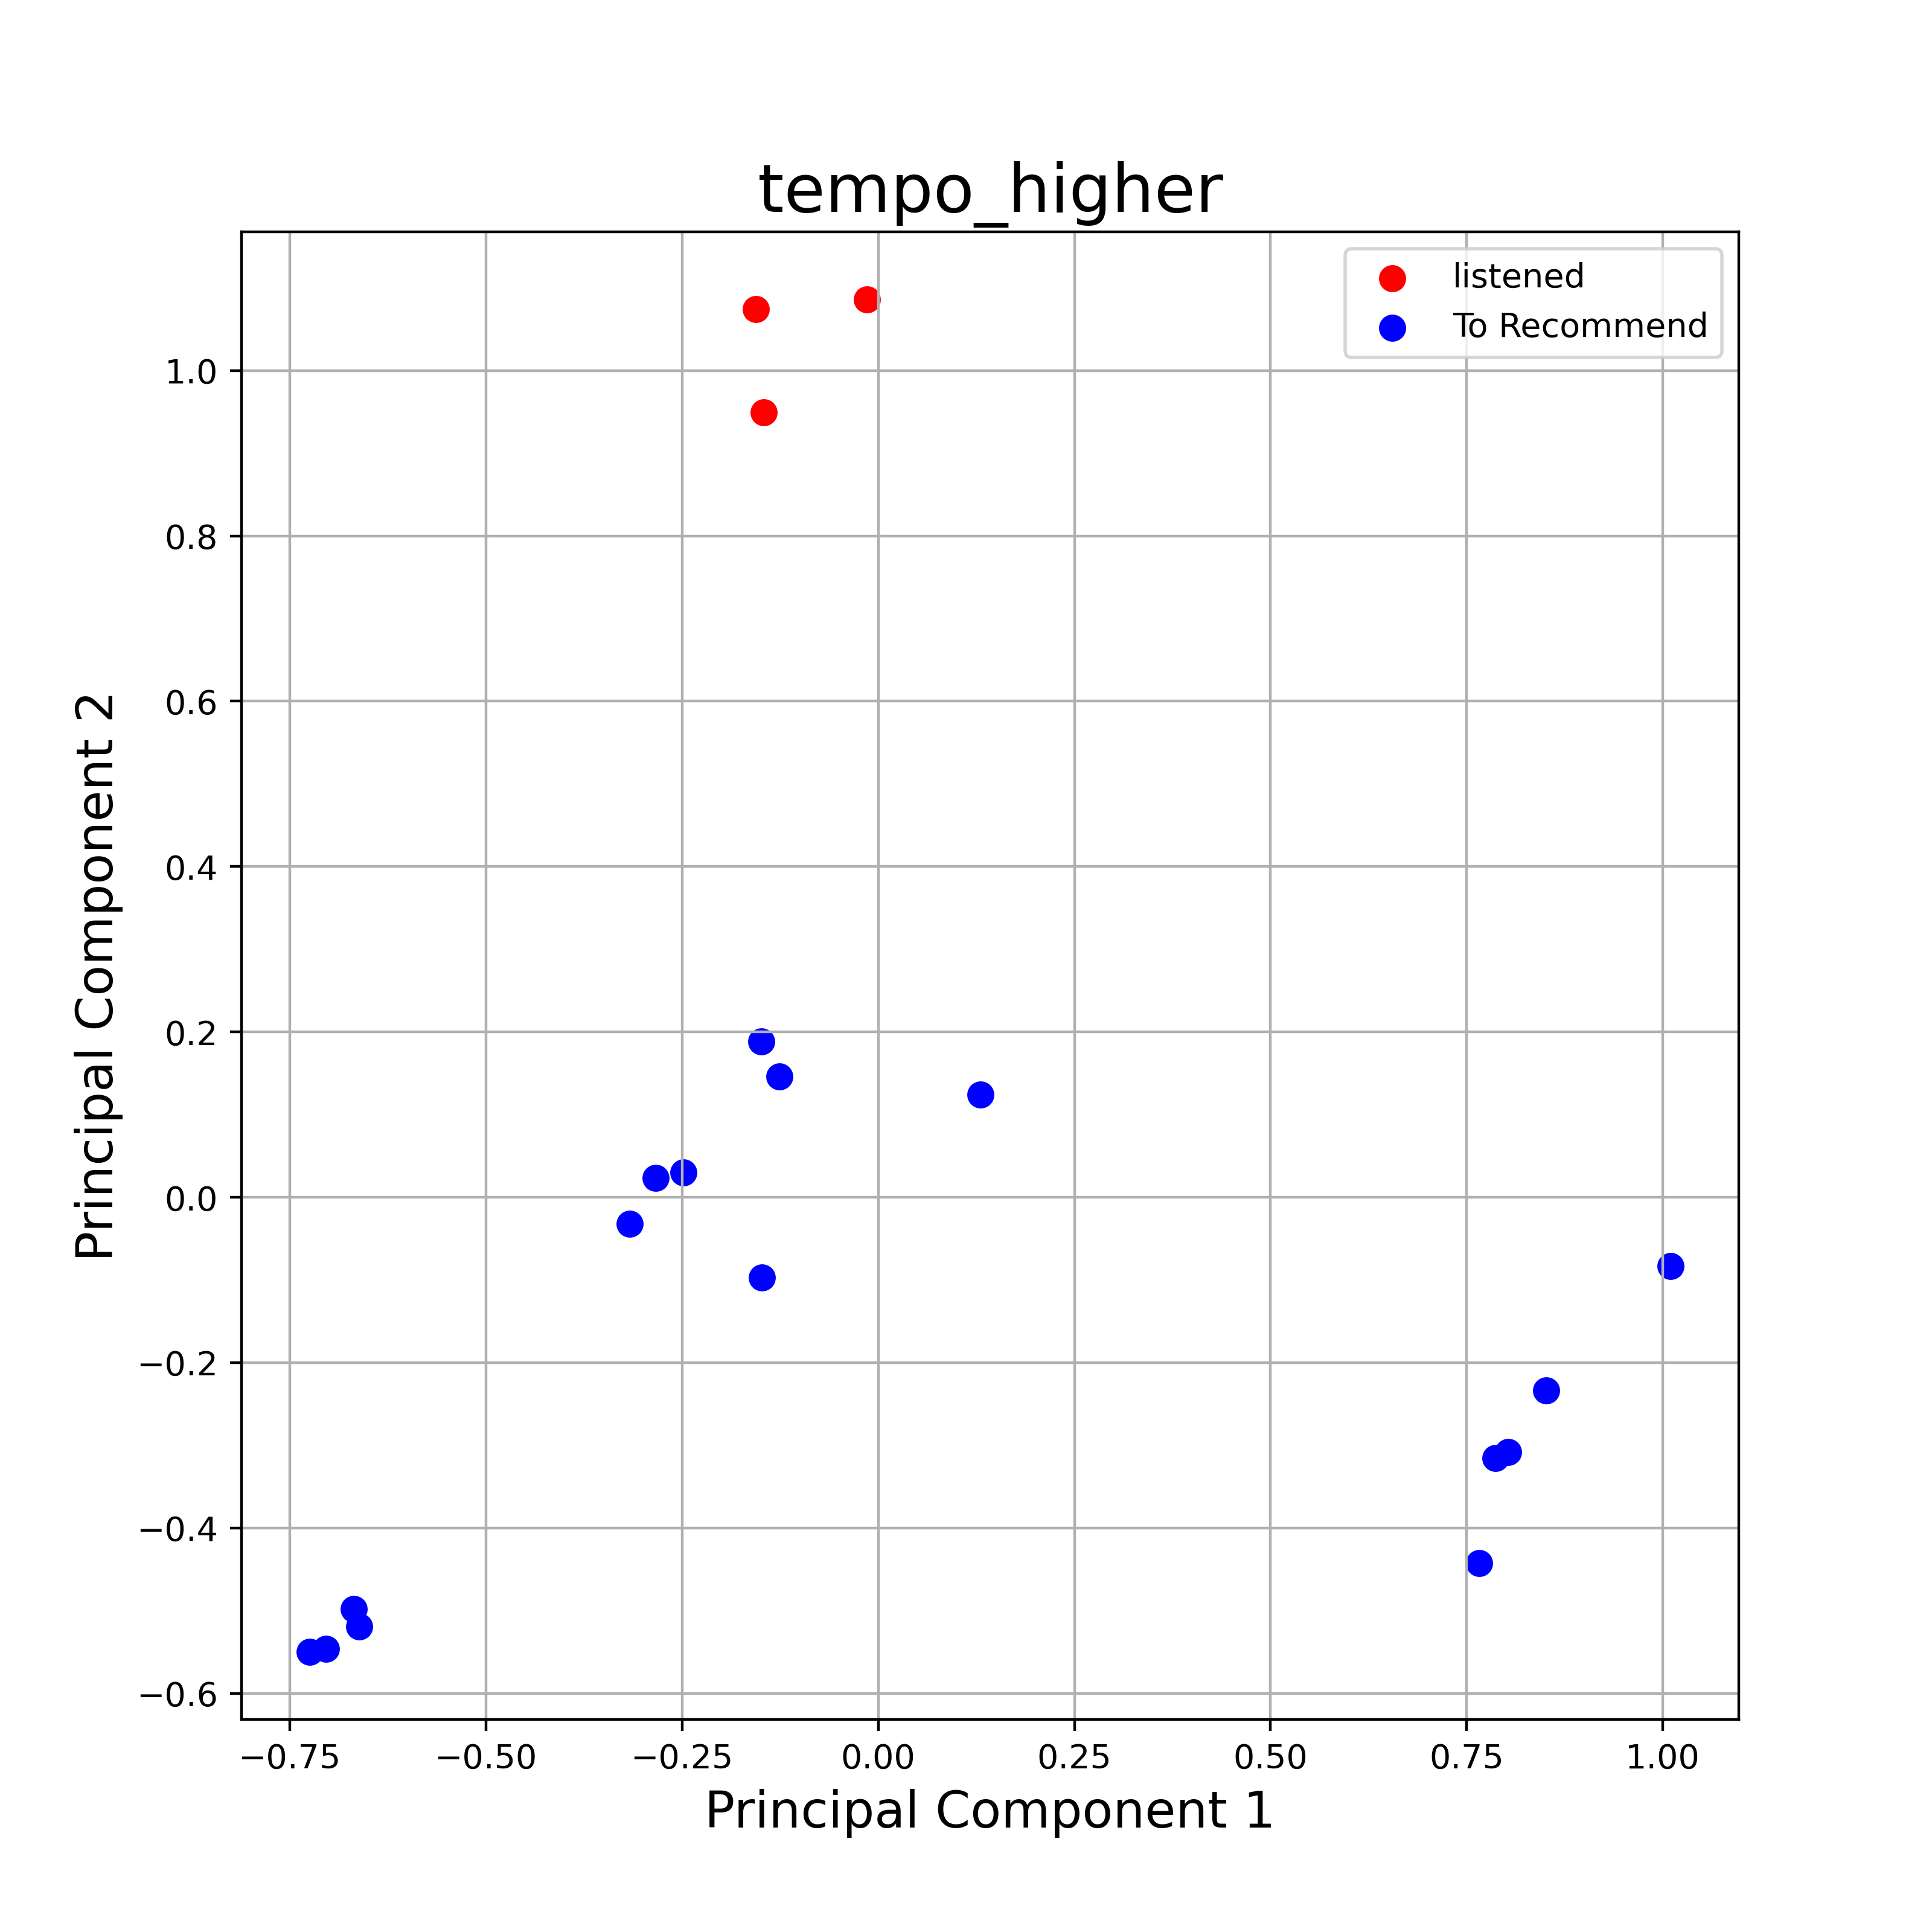 tempo_higher
listened
To Recommend
Principal Component 2
1.0
0.8
0.6
0.4
0.2
0.0
−0.2
−0.4
−0.6
−0.75 −0.50 −0.25 0.00 0.25 0.50 0.75 1.00
Principal Component 1